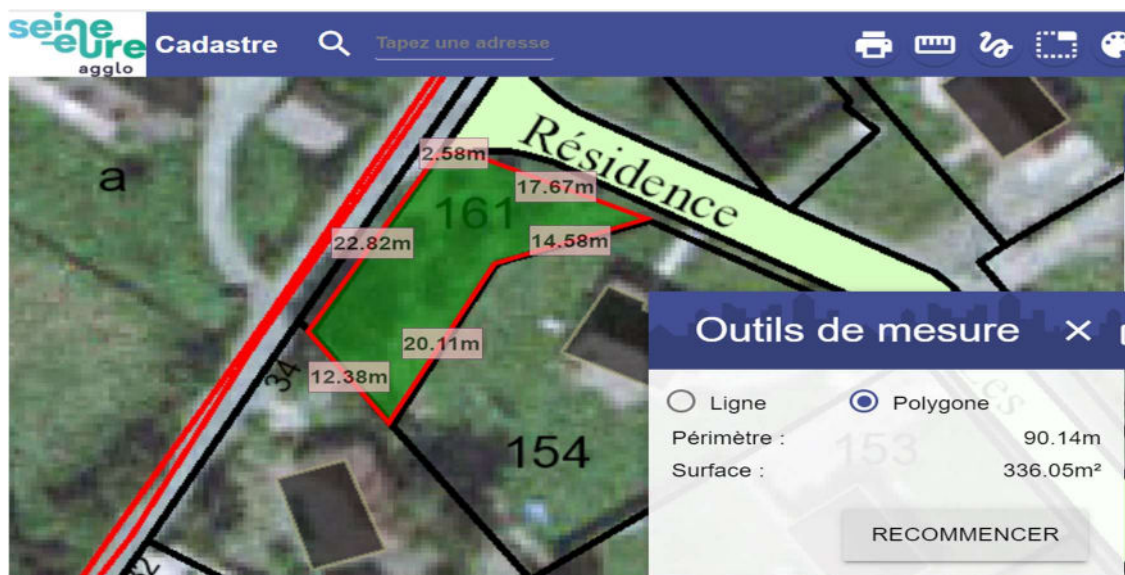 seine
-eure
agglo
Cadastre
Tapez une adresse
a
Résidence
2.58m
17.67m
161
14.58m
22.82m
20.11m
12.38m
34
154
32
Outils de mesure
Ligne
Polygone
Périmètre :
90.14m
153
Surface :
336.05m²
RECOMMENCER